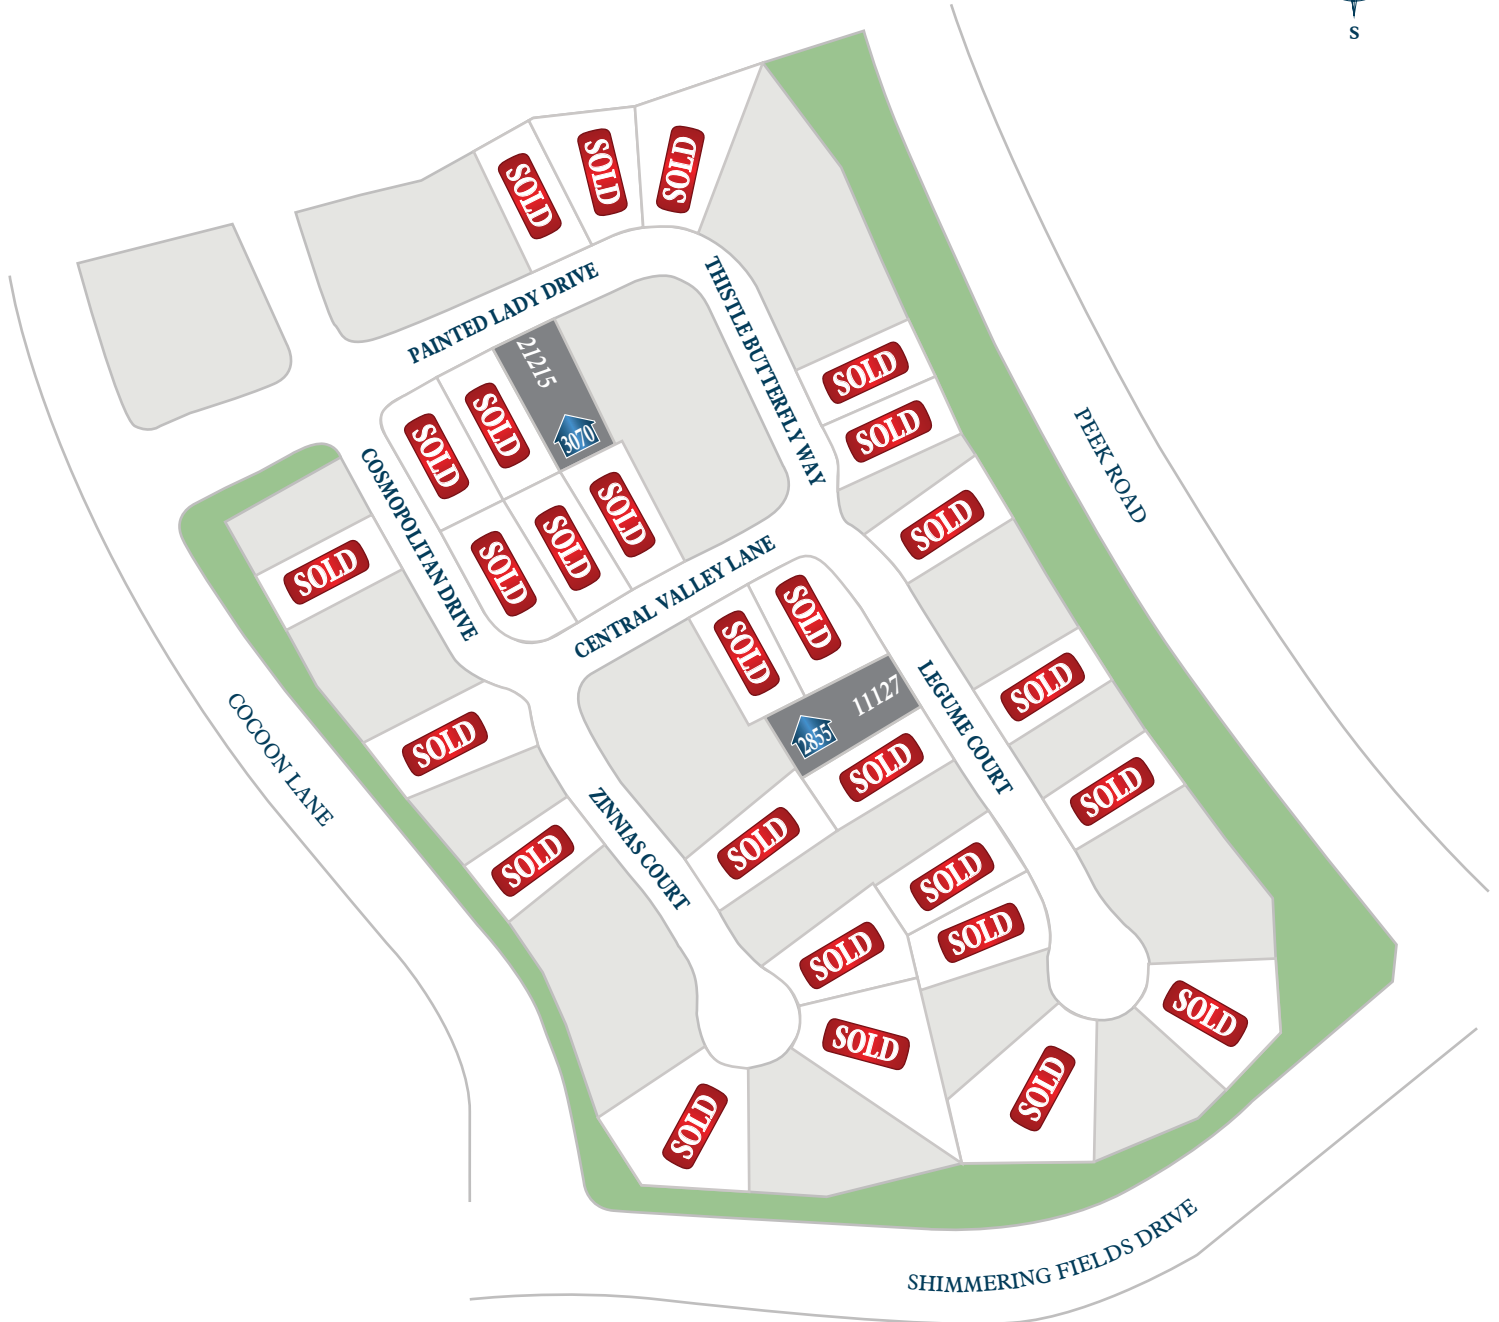 S
SOLD
SOLD
SOLD
PAINTED LADY DRIVE
THISTLE BUTTERFLY WAY
21215
3070
SOLD
SOLD
SOLD
SOLD
PEEK ROAD
COSMOPOLITAN DRIVE
SOLD
SOLD
SOLD
SOLD
SOLD
CENTRAL VALLEY LANE
SOLD
SOLD
LEGUME COURT
11127
2855
SOLD
COCOON LANE
SOLD
SOLD
SOLD
ZINNIAS COURT
SOLD
SOLD
SOLD
SOLD
SOLD
SOLD
SOLD
SOLD
SOLD
SOLD
SHIMMERING FIELDS DRIVE